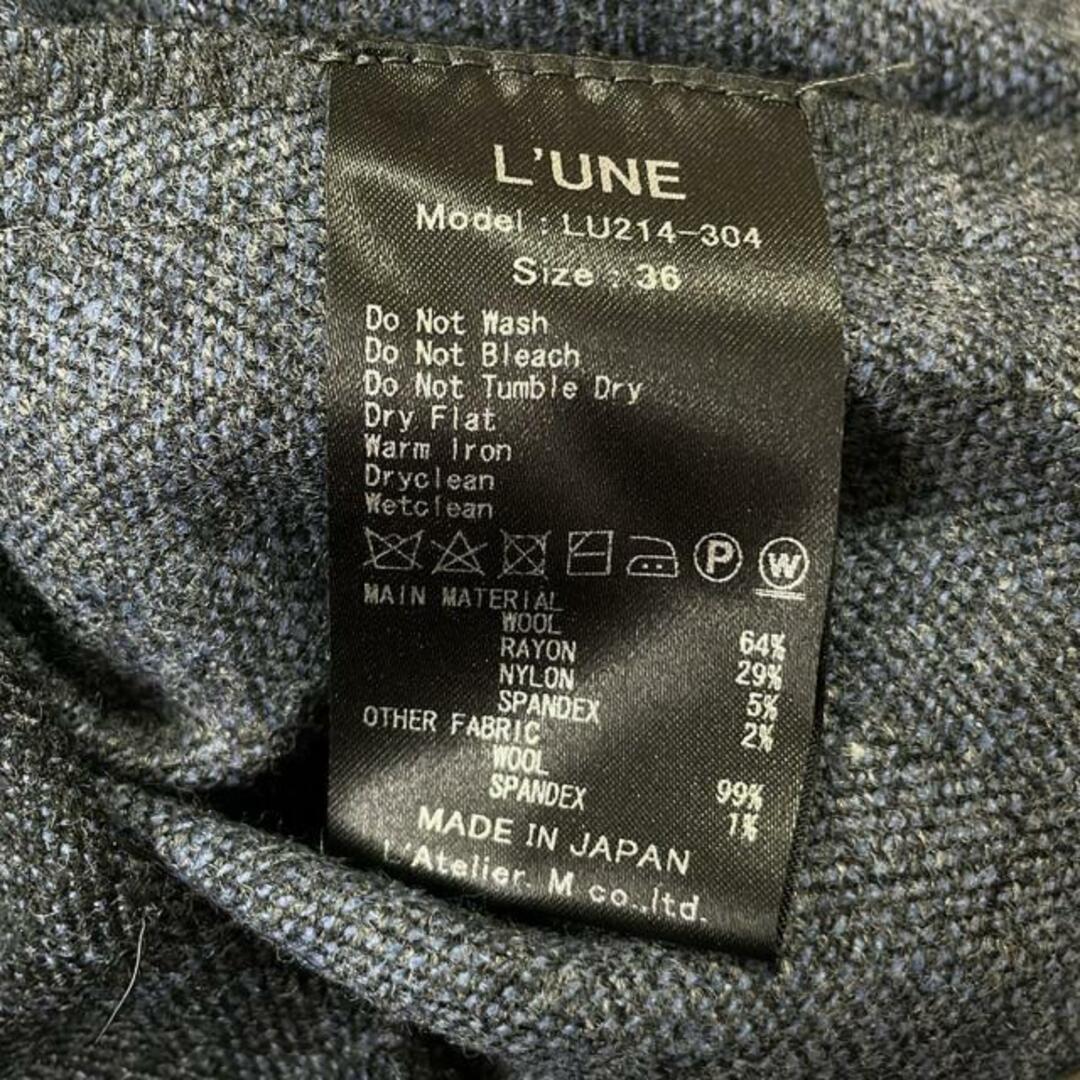 L'UNE
Model : LU214-304
Size : 36
Do Not Wash
Do Not Bleach
Do Not Tumble Dry
Dry Flat
Warm Iron
Dryclean
Wetclean
P W
MAIN MATERIAL
WOOL 64%
RAYON 29%
NYLON 5%
SPANDEX 2%
OTHER FABRIC
WOOL 99%
SPANDEX 1%
MADE IN JAPAN
L'Atelier. M co.,ltd.